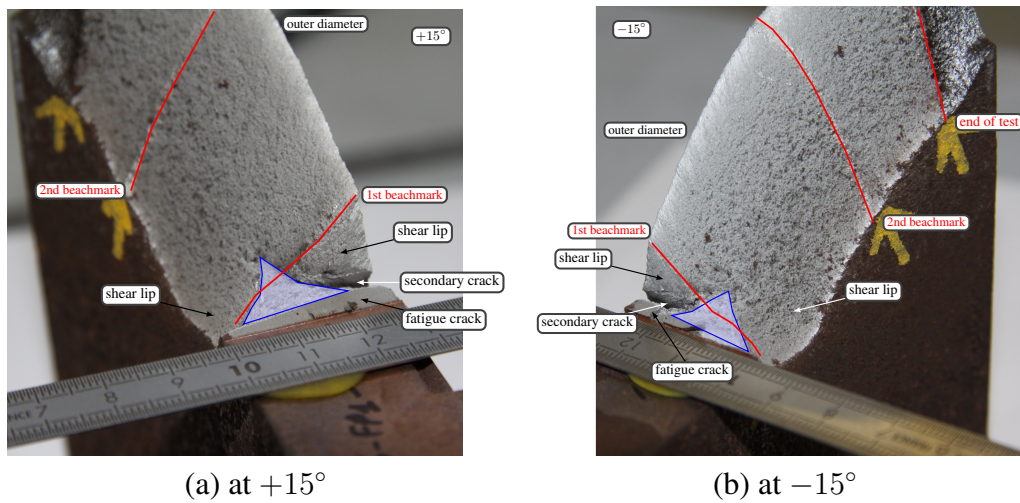 outer diameter
+15°
2nd beachmark
1st beachmark
shear lip
secondary crack
shear lip
fatigue crack
7 8 9 10 11 12
−15°
outer diameter
end of test
2nd beachmark
1st beachmark
shear lip
shear lip
secondary crack
fatigue crack
(a) at +15°
(b) at −15°